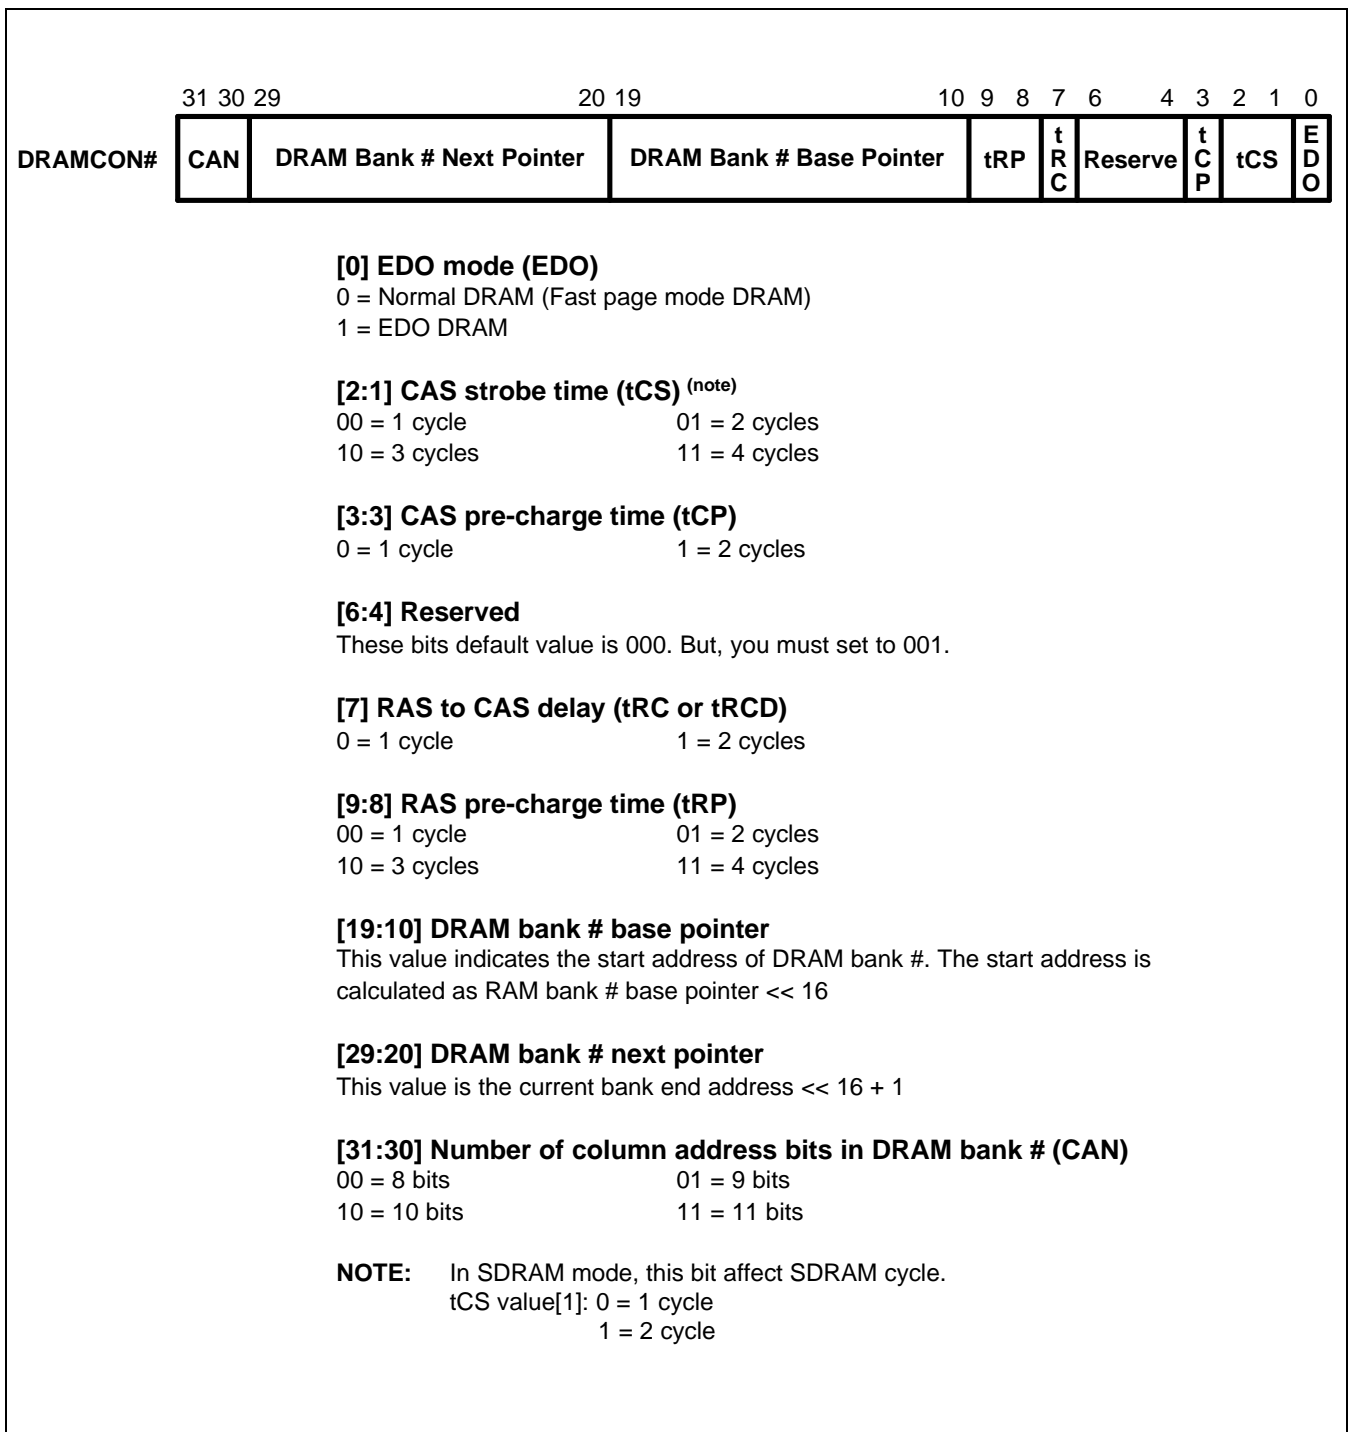 31 30 29 20 19 10 9 8 7 6 4 3 2 1 0
DRAMCON# CAN DRAM Bank # Next Pointer DRAM Bank # Base Pointer tRP tRC Reserve tCP tCS EDO
[0] EDO mode (EDO)
0 = Normal DRAM (Fast page mode DRAM)
1 = EDO DRAM
[2:1] CAS strobe time (tCS) (note)
00 = 1 cycle 01 = 2 cycles
10 = 3 cycles 11 = 4 cycles
[3:3] CAS pre-charge time (tCP)
0 = 1 cycle 1 = 2 cycles
[6:4] Reserved
These bits default value is 000. But, you must set to 001.
[7] RAS to CAS delay (tRC or tRCD)
0 = 1 cycle 1 = 2 cycles
[9:8] RAS pre-charge time (tRP)
00 = 1 cycle 01 = 2 cycles
10 = 3 cycles 11 = 4 cycles
[19:10] DRAM bank # base pointer
This value indicates the start address of DRAM bank #. The start address is
calculated as RAM bank # base pointer << 16
[29:20] DRAM bank # next pointer
This value is the current bank end address << 16 + 1
[31:30] Number of column address bits in DRAM bank # (CAN)
00 = 8 bits 01 = 9 bits
10 = 10 bits 11 = 11 bits
NOTE: In SDRAM mode, this bit affect SDRAM cycle.
tCS value[1]: 0 = 1 cycle
1 = 2 cycle